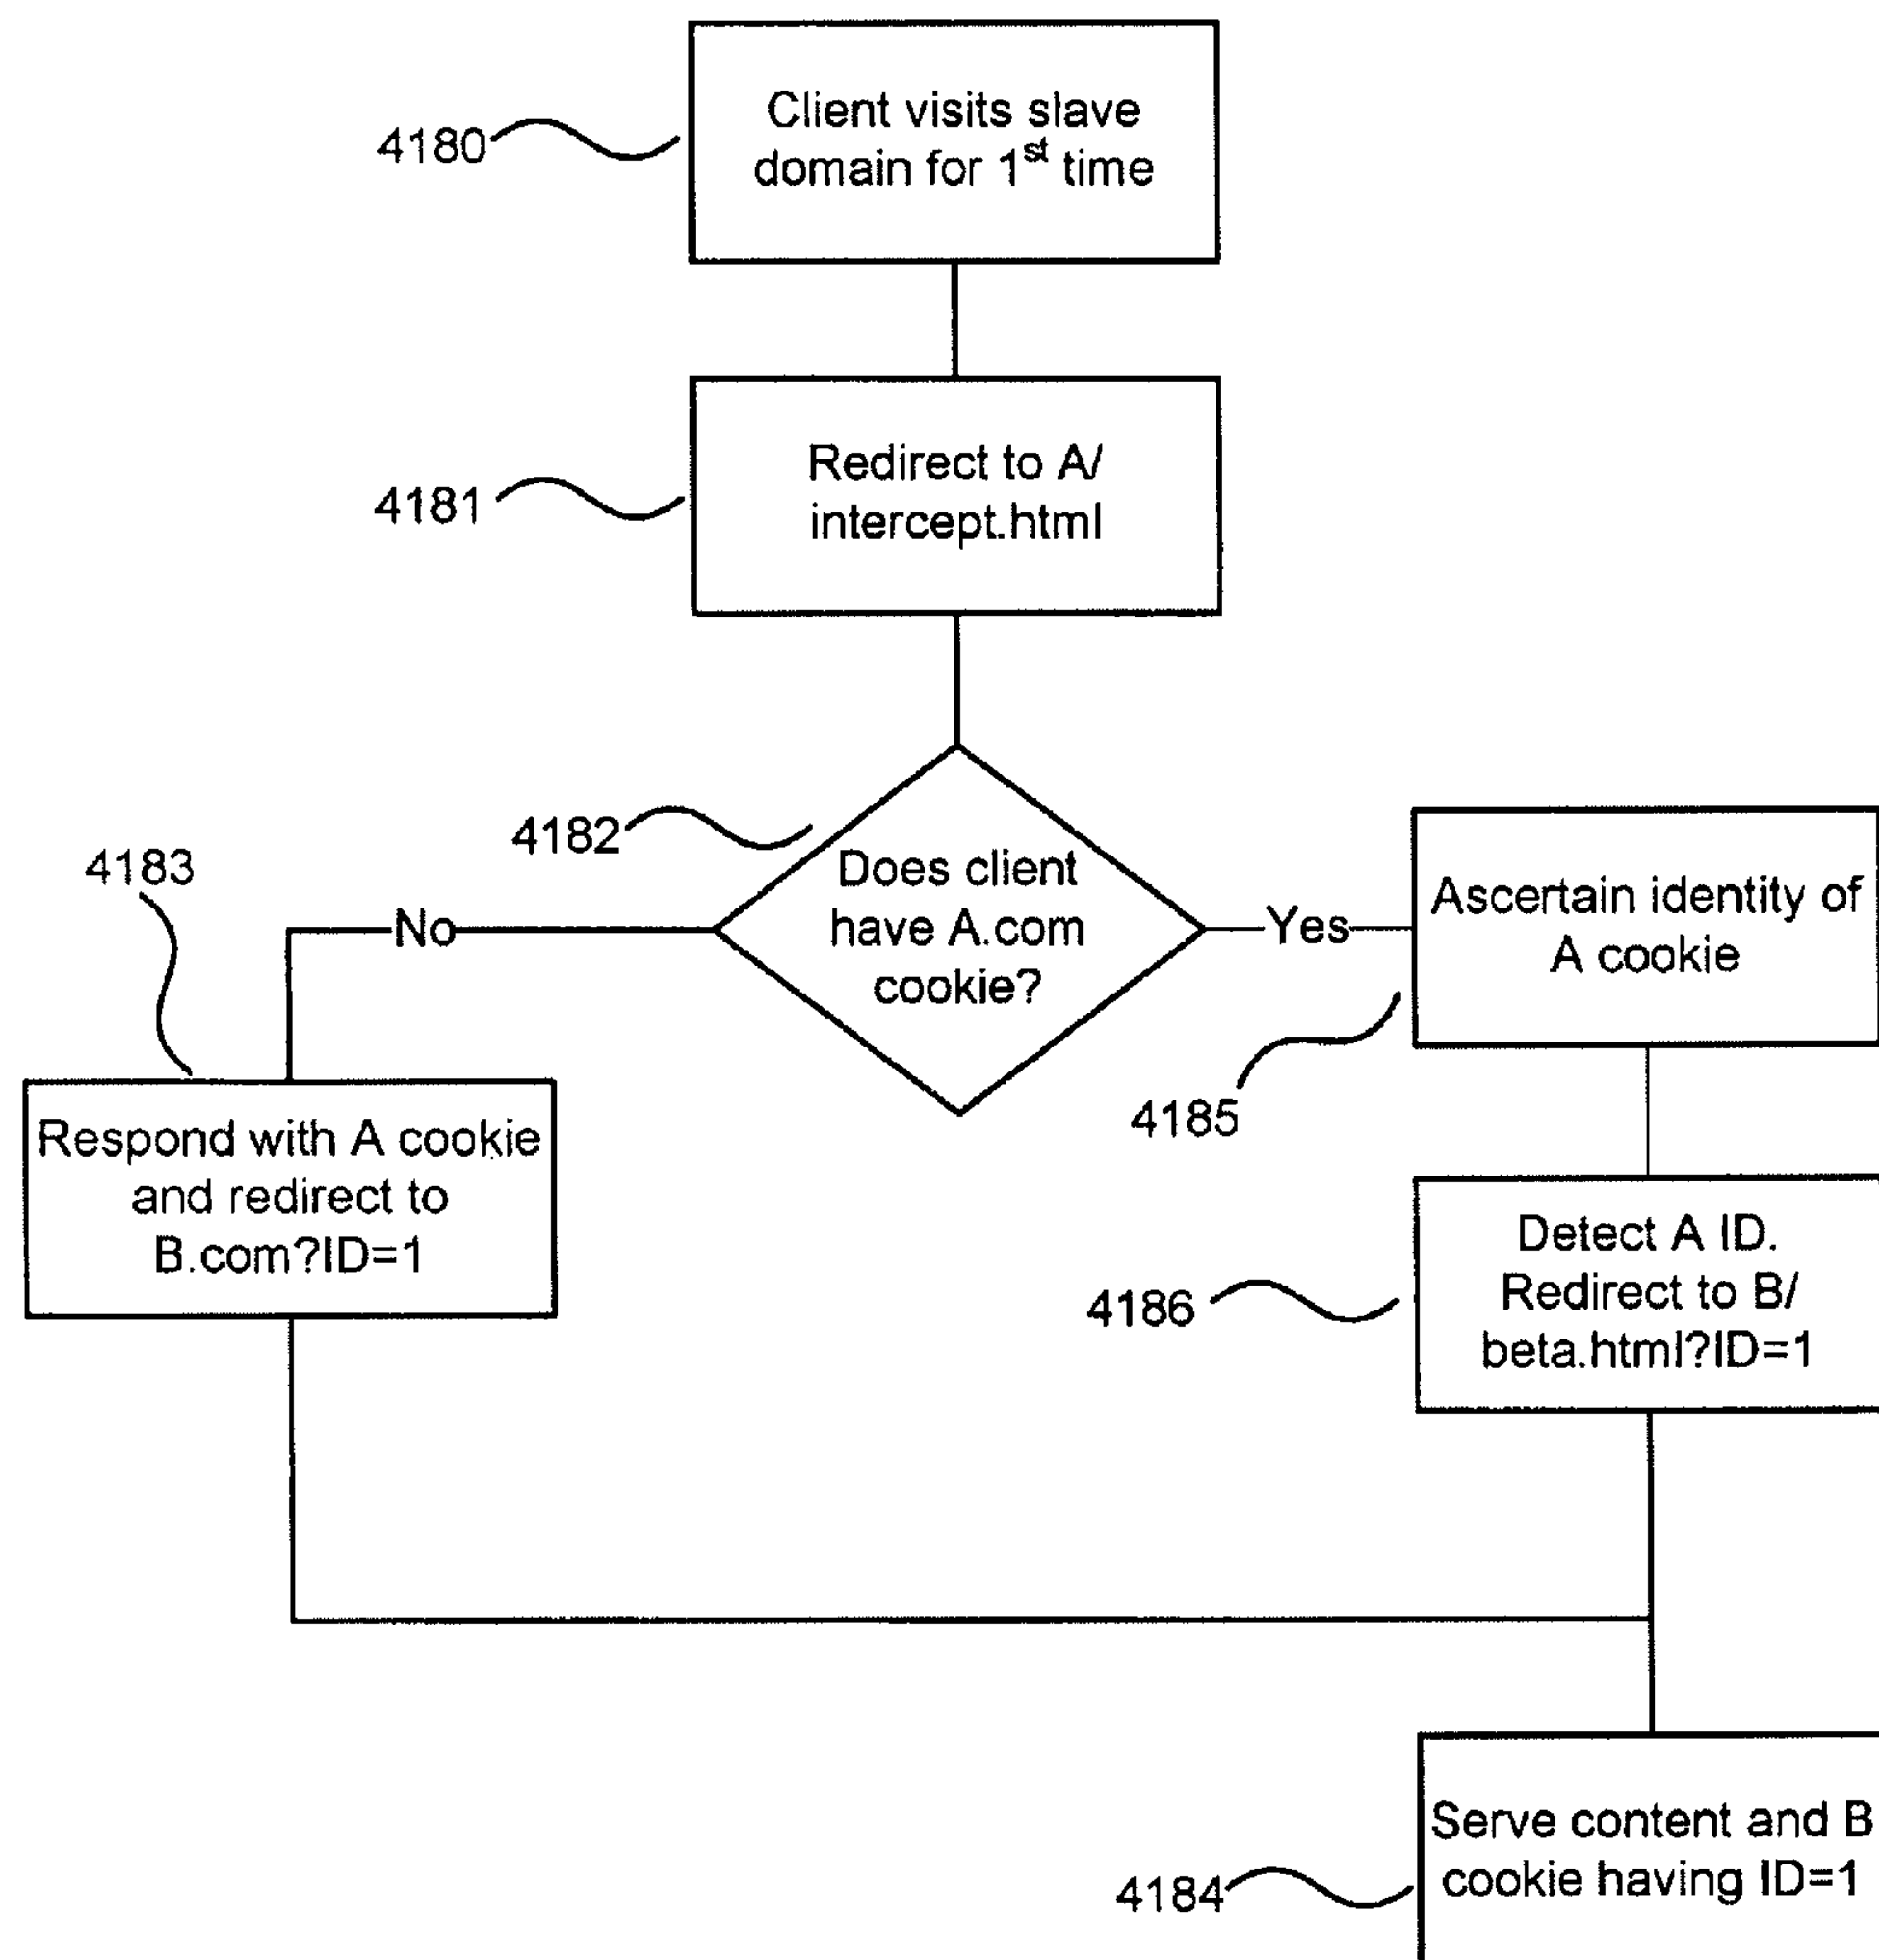 Client visits slave
domain for 1st time
4180
Redirect to A/
intercept.html
4181
4182
Does client
have A.com
cookie?
4183
No
Yes
Ascertain identity of
A cookie
4185
Respond with A cookie
and redirect to
B.com?ID=1
Detect A ID.
Redirect to B/
beta.html?ID=1
4186
Serve content and B
cookie having ID=1
4184